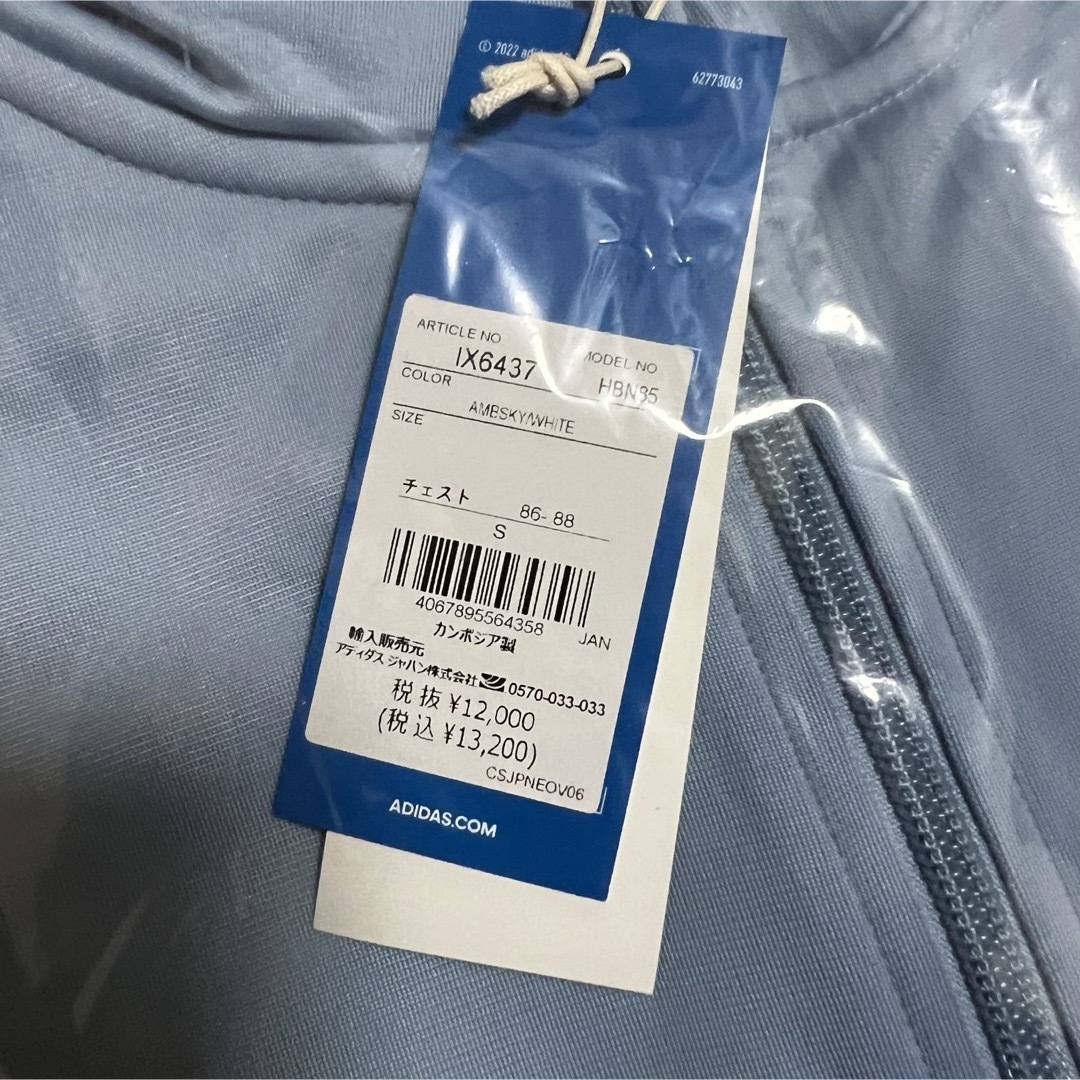 © 2022 adidas
62773043
ARTICLE NO
MODEL NO
IX6437
HBN85
COLOR
AMBSKY/WHITE
SIZE
チェスト 86- 88
S
4067895564358
JAN
カンボジア製
輸入販売元
アディダス ジャパン株式会社 0570-033-033
税抜 ¥12,000
(税込 ¥13,200)
CSJPNEOV06
ADIDAS.COM